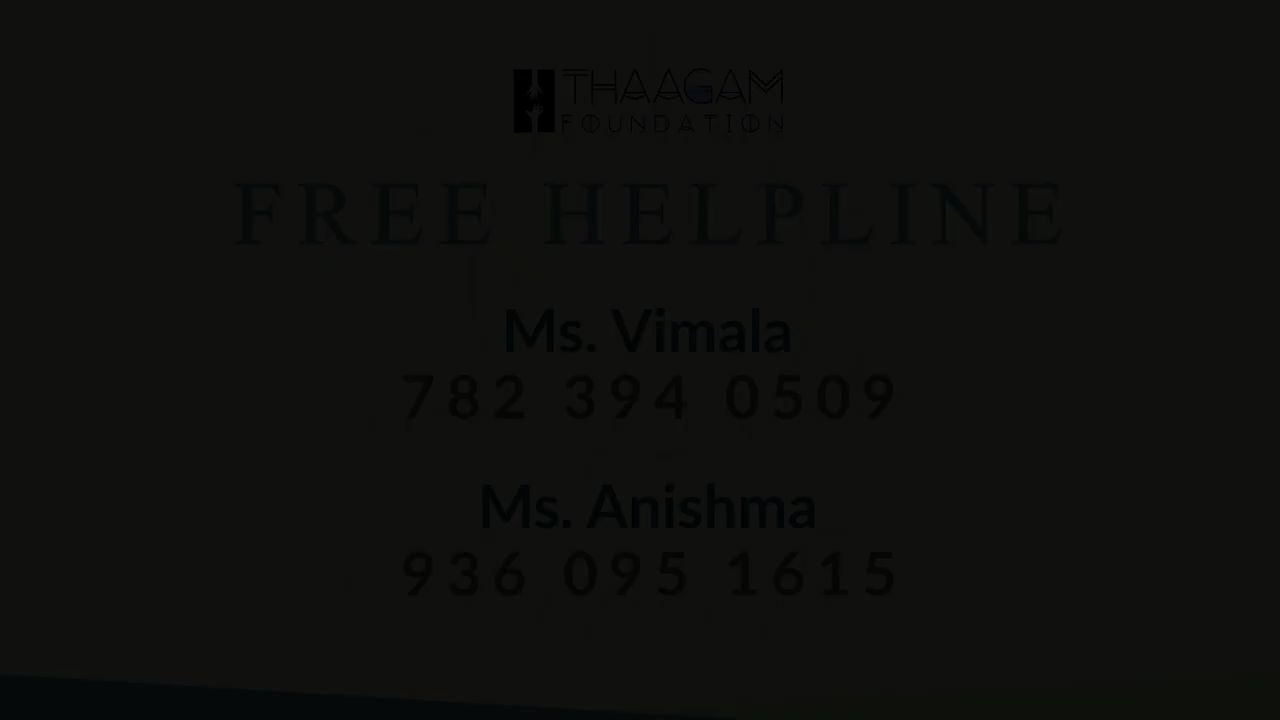 THAAGAM
FOUNDATION
FREE HELPLINE
Ms. Vimala
782 394 0509
Ms. Anishma
936 095 1615